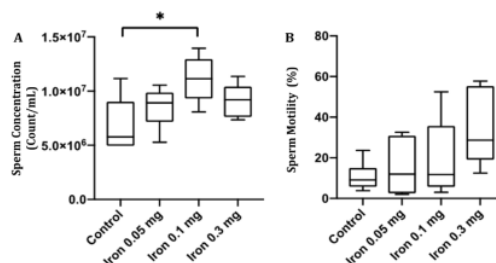 A
*
Sperm Concentration
(Count/mL)
1.5×10⁷
1.0×10⁷
5.0×10⁶
0.0
Control
Iron 0.05 mg
Iron 0.1 mg
Iron 0.3 mg
B
Sperm Motility
(%)
80
60
40
20
0
Control
Iron 0.05 mg
Iron 0.1 mg
Iron 0.3 mg